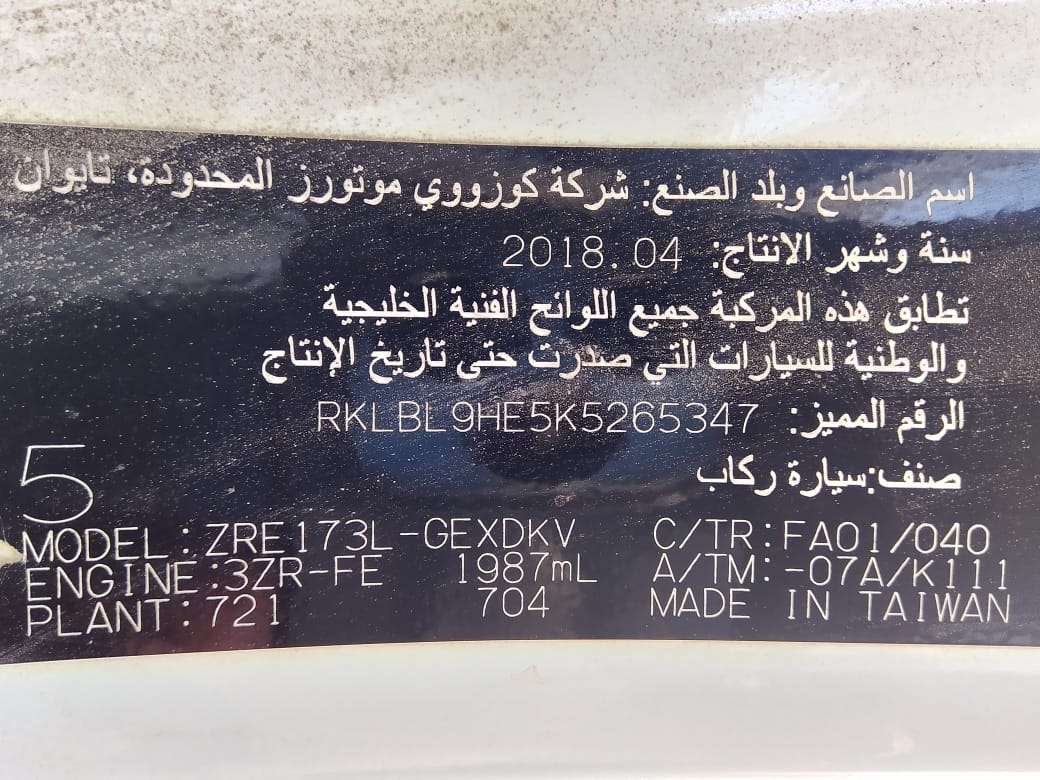 اسم الصانع وبلد الصنع: شركة كوزووي موتورز المحدودة، تايوان
سنة وشهر الانتاج: 2018.04
تطابق هذه المركبة جميع اللوائح الفنية الخليجية
والوطنية للسيارات التي صدرت حتى تاريخ الإنتاج
الرقم المميز: RKLBL9HE5K5265347
صنف:سيارة ركاب
5
MODEL:ZRE173L-GEXDKV C/TR:FA01/040
ENGINE:3ZR-FE 1987mL A/TM:-07A/K111
PLANT:721 704 MADE IN TAIWAN